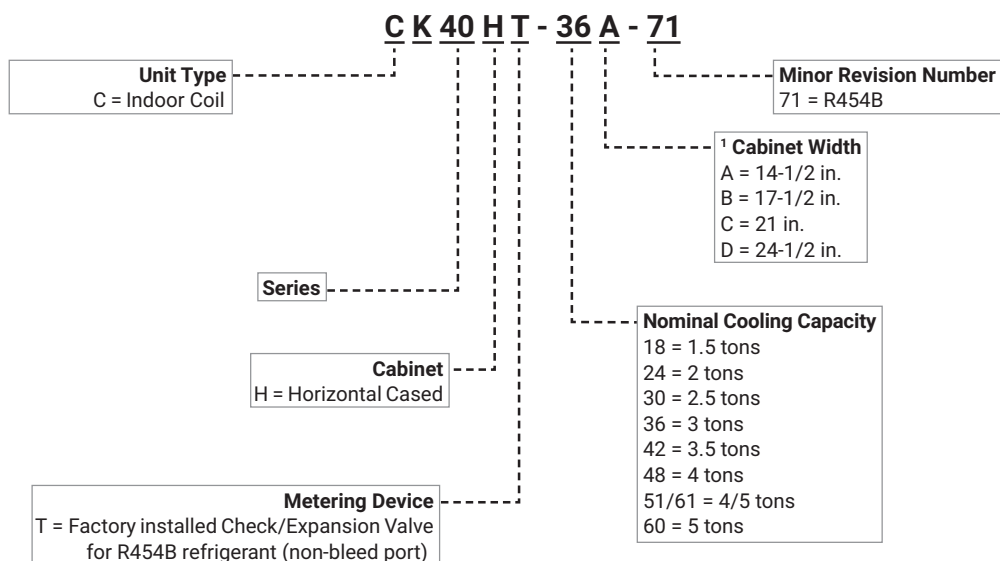 C K 40 H T - 36 A - 71
Unit Type
C = Indoor Coil
Minor Revision Number
71 = R454B
¹ Cabinet Width
A = 14-1/2 in.
B = 17-1/2 in.
C = 21 in.
D = 24-1/2 in.
Series
Nominal Cooling Capacity
18 = 1.5 tons
24 = 2 tons
30 = 2.5 tons
36 = 3 tons
42 = 3.5 tons
48 = 4 tons
51/61 = 4/5 tons
60 = 5 tons
Cabinet
H = Horizontal Cased
Metering Device
T = Factory installed Check/Expansion Valve
for R454B refrigerant (non-bleed port)